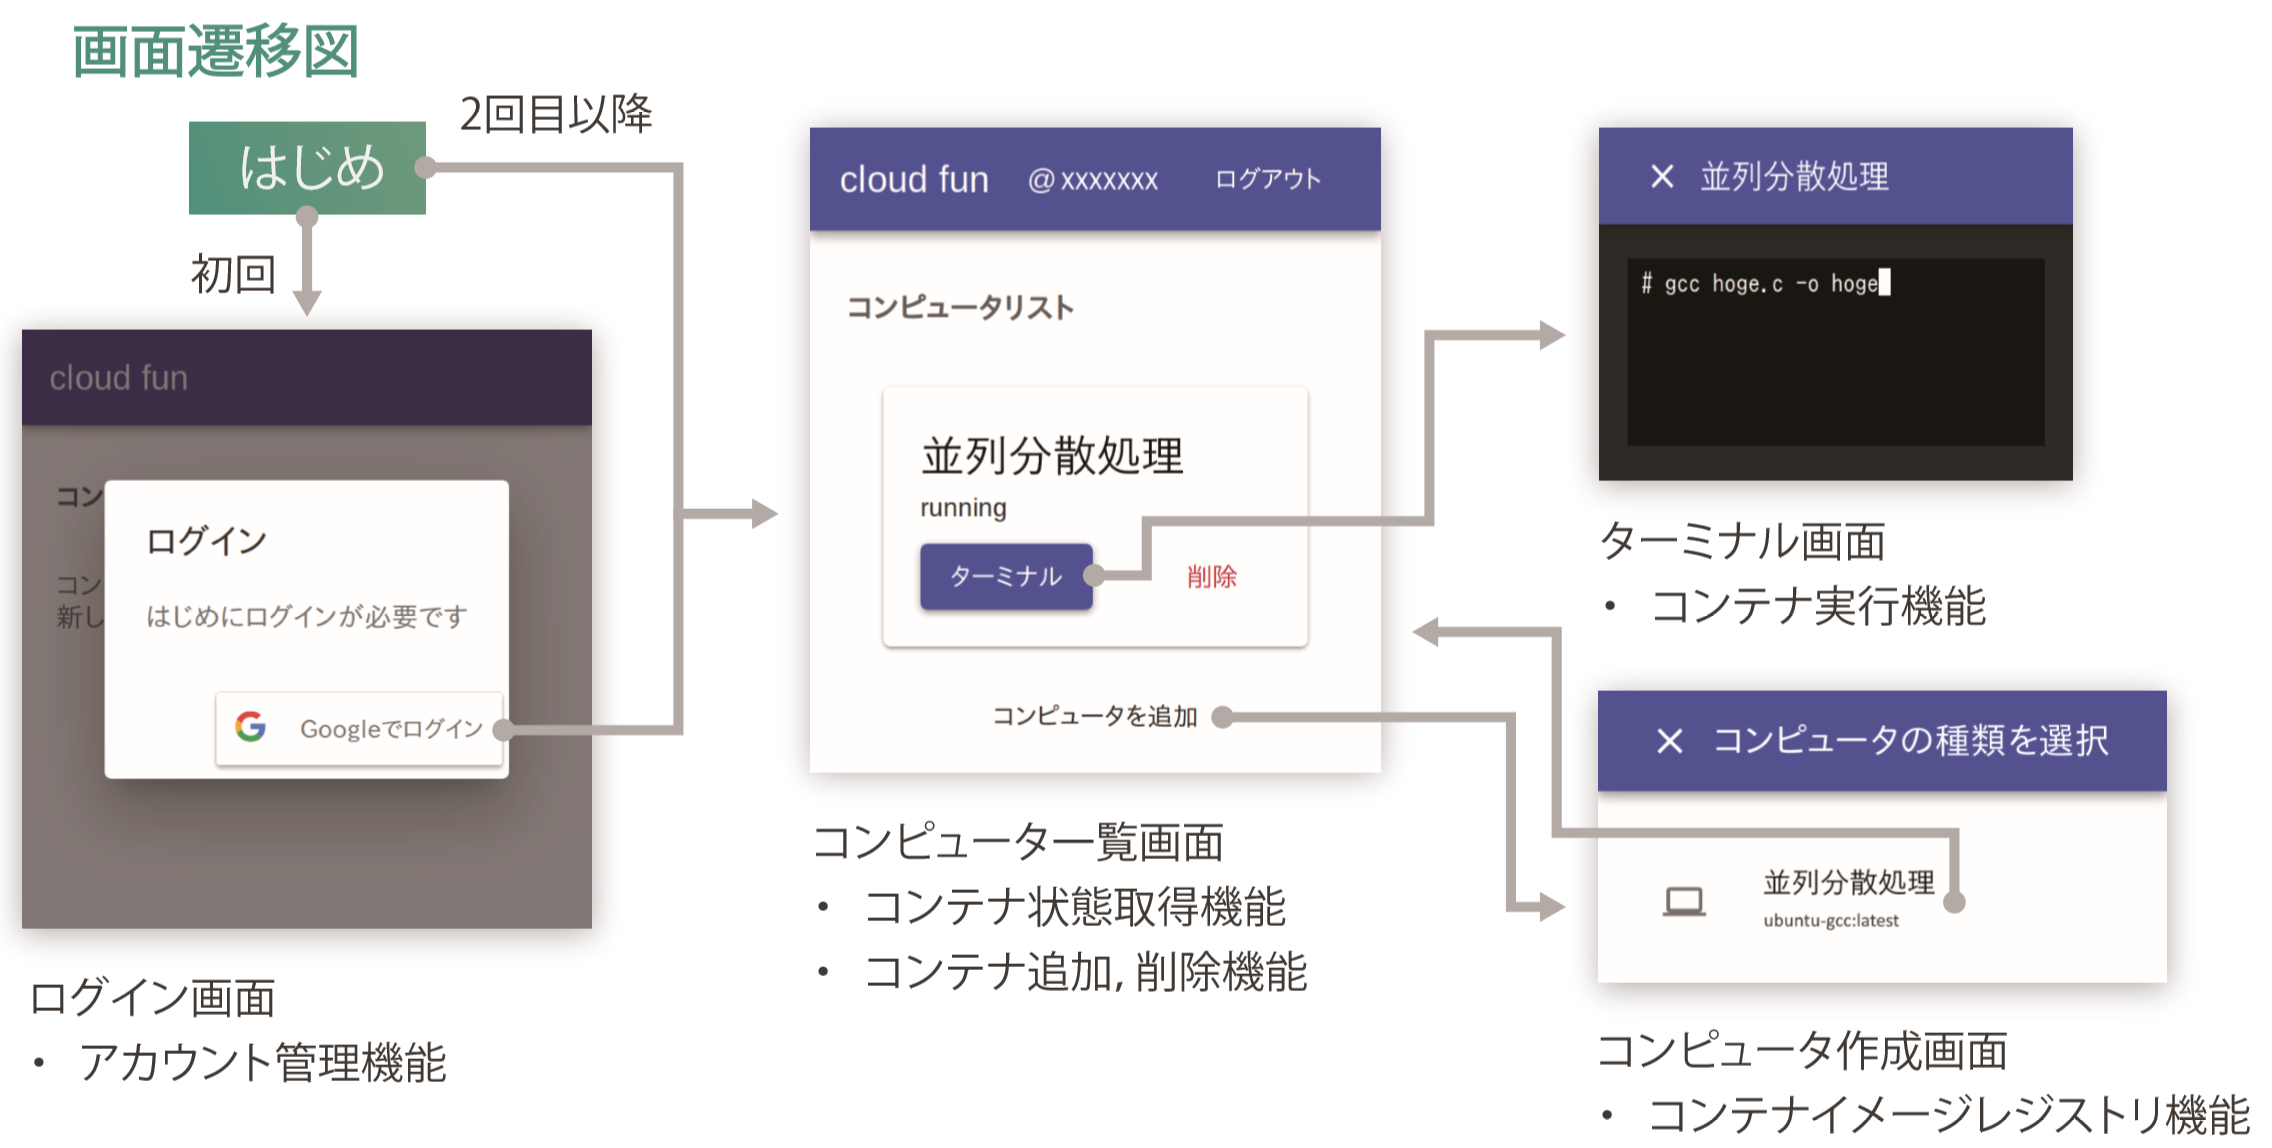 画面遷移図
はじめ
2回目以降
初回
cloud fun
コン
ログイン
コン
新し
はじめにログインが必要です
Googleでログイン
ログイン画面
• アカウント管理機能
cloud fun @xxxxxxx ログアウト
コンピュータリスト
並列分散処理
running
ターミナル 削除
コンピュータを追加
コンピュータ一覧画面
• コンテナ状態取得機能
• コンテナ追加, 削除機能
× 並列分散処理
# gcc hoge.c -o hoge
ターミナル画面
• コンテナ実行機能
× コンピュータの種類を選択
並列分散処理
ubuntu-gcc:latest
コンピュータ作成画面
• コンテナイメージレジストリ機能